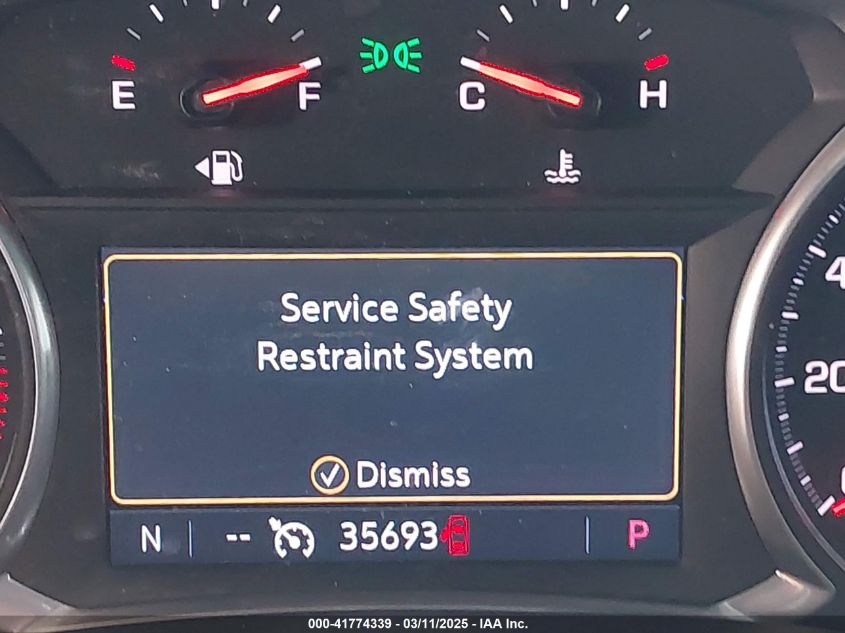 E F C H
Service Safety
Restraint System
Dismiss
N -- 35693 P
4
20
000-41774339 - 03/11/2025 - IAA Inc.